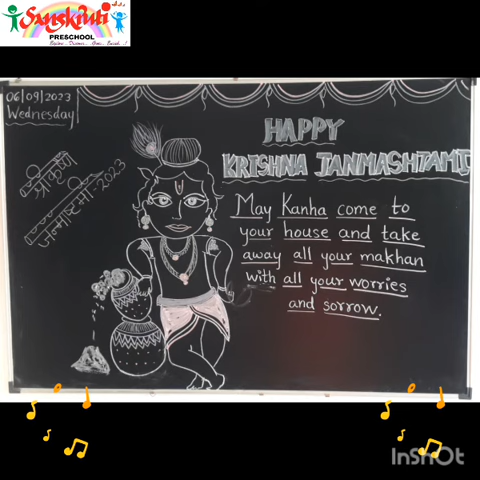 Sanskruti
PRESCHOOL
06|09|2023
Wednesday
श्री कृष्ण
जन्माष्टमी-2023
HAPPY
KRISHNA JANMASHTAMI
May Kanha come to
your house and take
away all your makhan
with all your worries
and sorrow.
InShOt